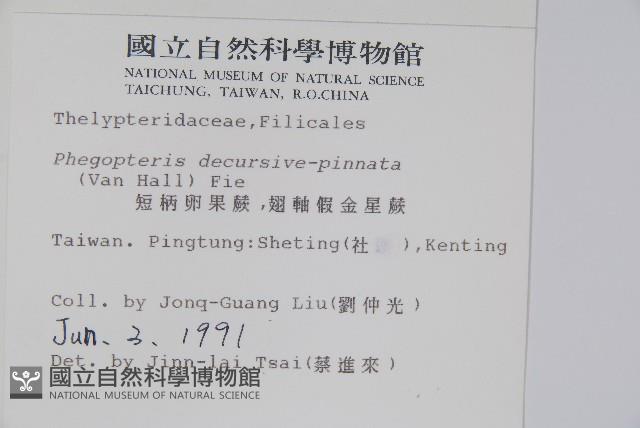 國立自然科學博物館
NATIONAL MUSEUM OF NATURAL SCIENCE
TAICHUNG, TAIWAN, R.O.CHINA
Thelypteridaceae,Filicales
Phegopteris decursive-pinnata
(Van Hall) Fie
短柄卵果蕨,翅軸假金星蕨
Taiwan. Pingtung:Sheting(社 ),Kenting
Coll. by Jonq-Guang Liu(劉仲光)
Jun. 3. 1991
Det. by Jinn-lai Tsai(蔡進來)
國立自然科學博物館
NATIONAL MUSEUM OF NATURAL SCIENCE